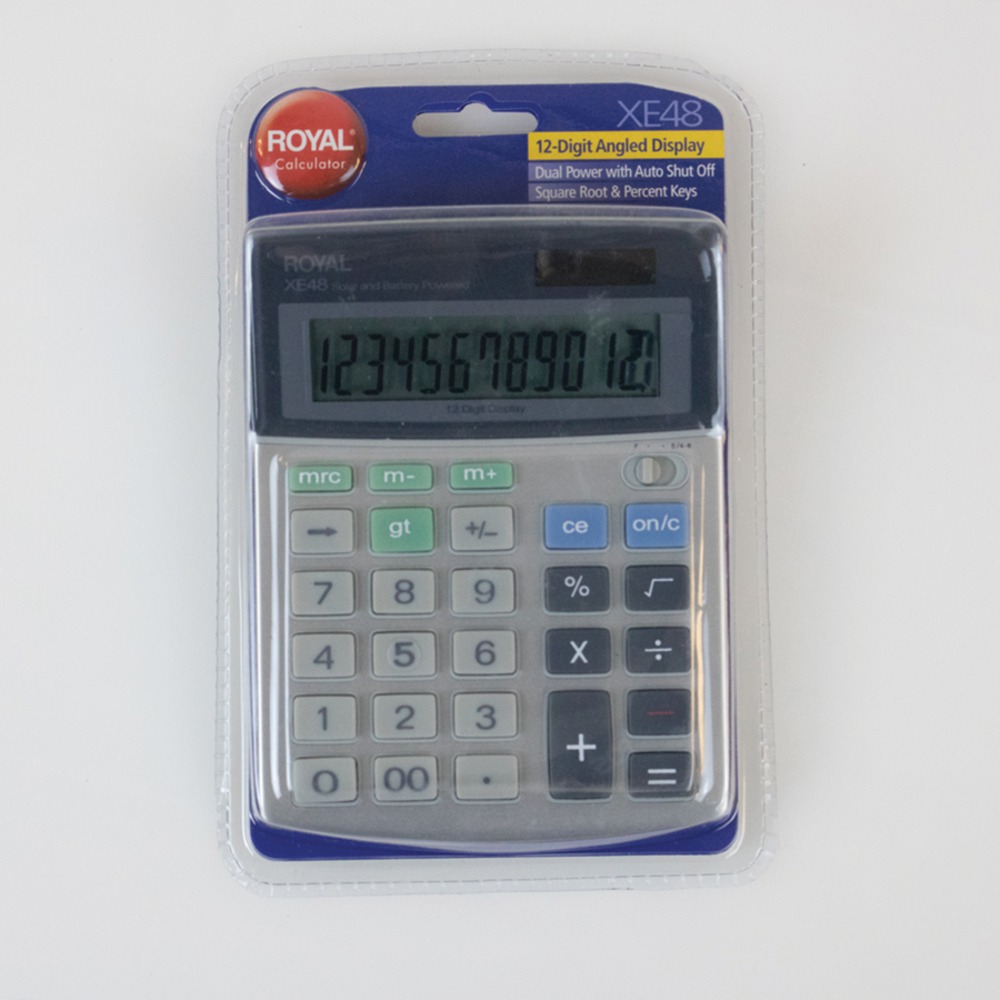 ROYAL®
Calculator
XE48
12-Digit Angled Display
Dual Power with Auto Shut Off
Square Root & Percent Keys
ROYAL
XE48 Solar and Battery Powered
123456789012
12 Digit Display
mrc m- m+
→ gt +/− ce on/c
7 8 9 % √
4 5 6 X ÷
1 2 3 + −
0 00 . =